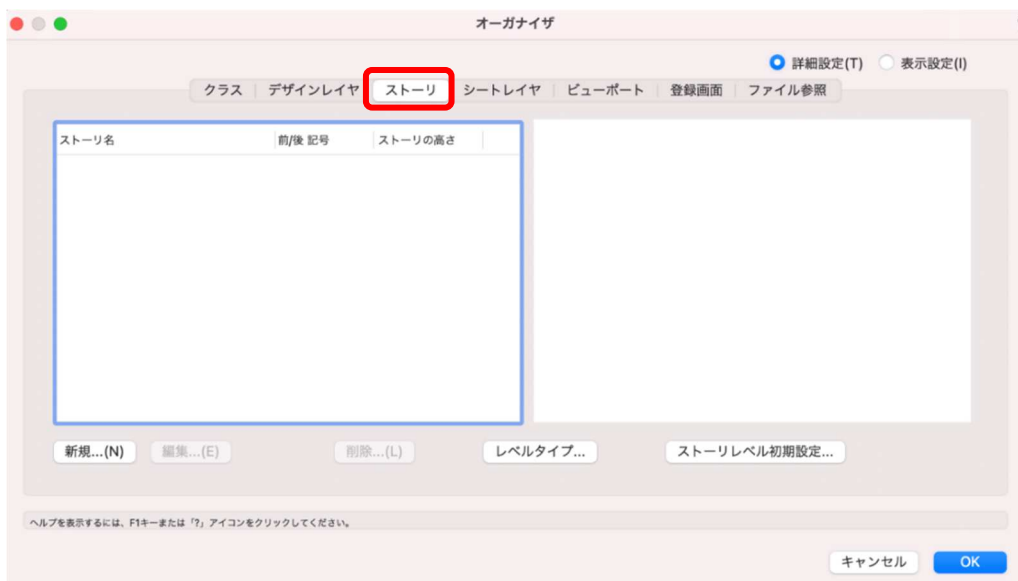 オーガナイザ
詳細設定(T) 表示設定(I)
クラス デザインレイヤ ストーリ シートレイヤ ビューポート 登録画面 ファイル参照
ストーリ名 前/後 記号 ストーリの高さ
新規...(N) 編集...(E) 削除...(L) レベルタイプ... ストーリレベル初期設定...
ヘルプを表示するには、F1キーまたは「?」アイコンをクリックしてください。
キャンセル OK